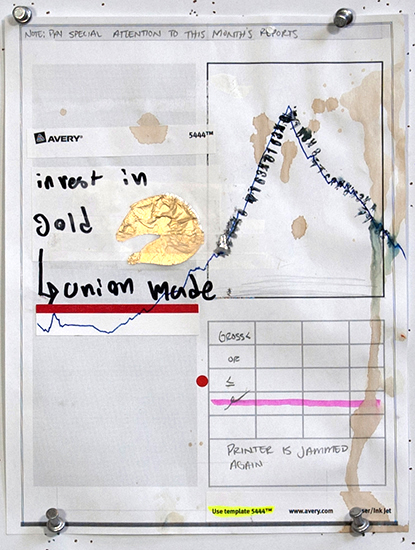 NOTE: PAY SPECIAL ATTENTION TO THIS MONTH'S REPORTS
AVERY® 5444™
invest in
gold
union made
GROSS <
OR
≤
PRINTER IS JAMMED
AGAIN
Use template 5444™ www.avery.com ser/Ink Jet